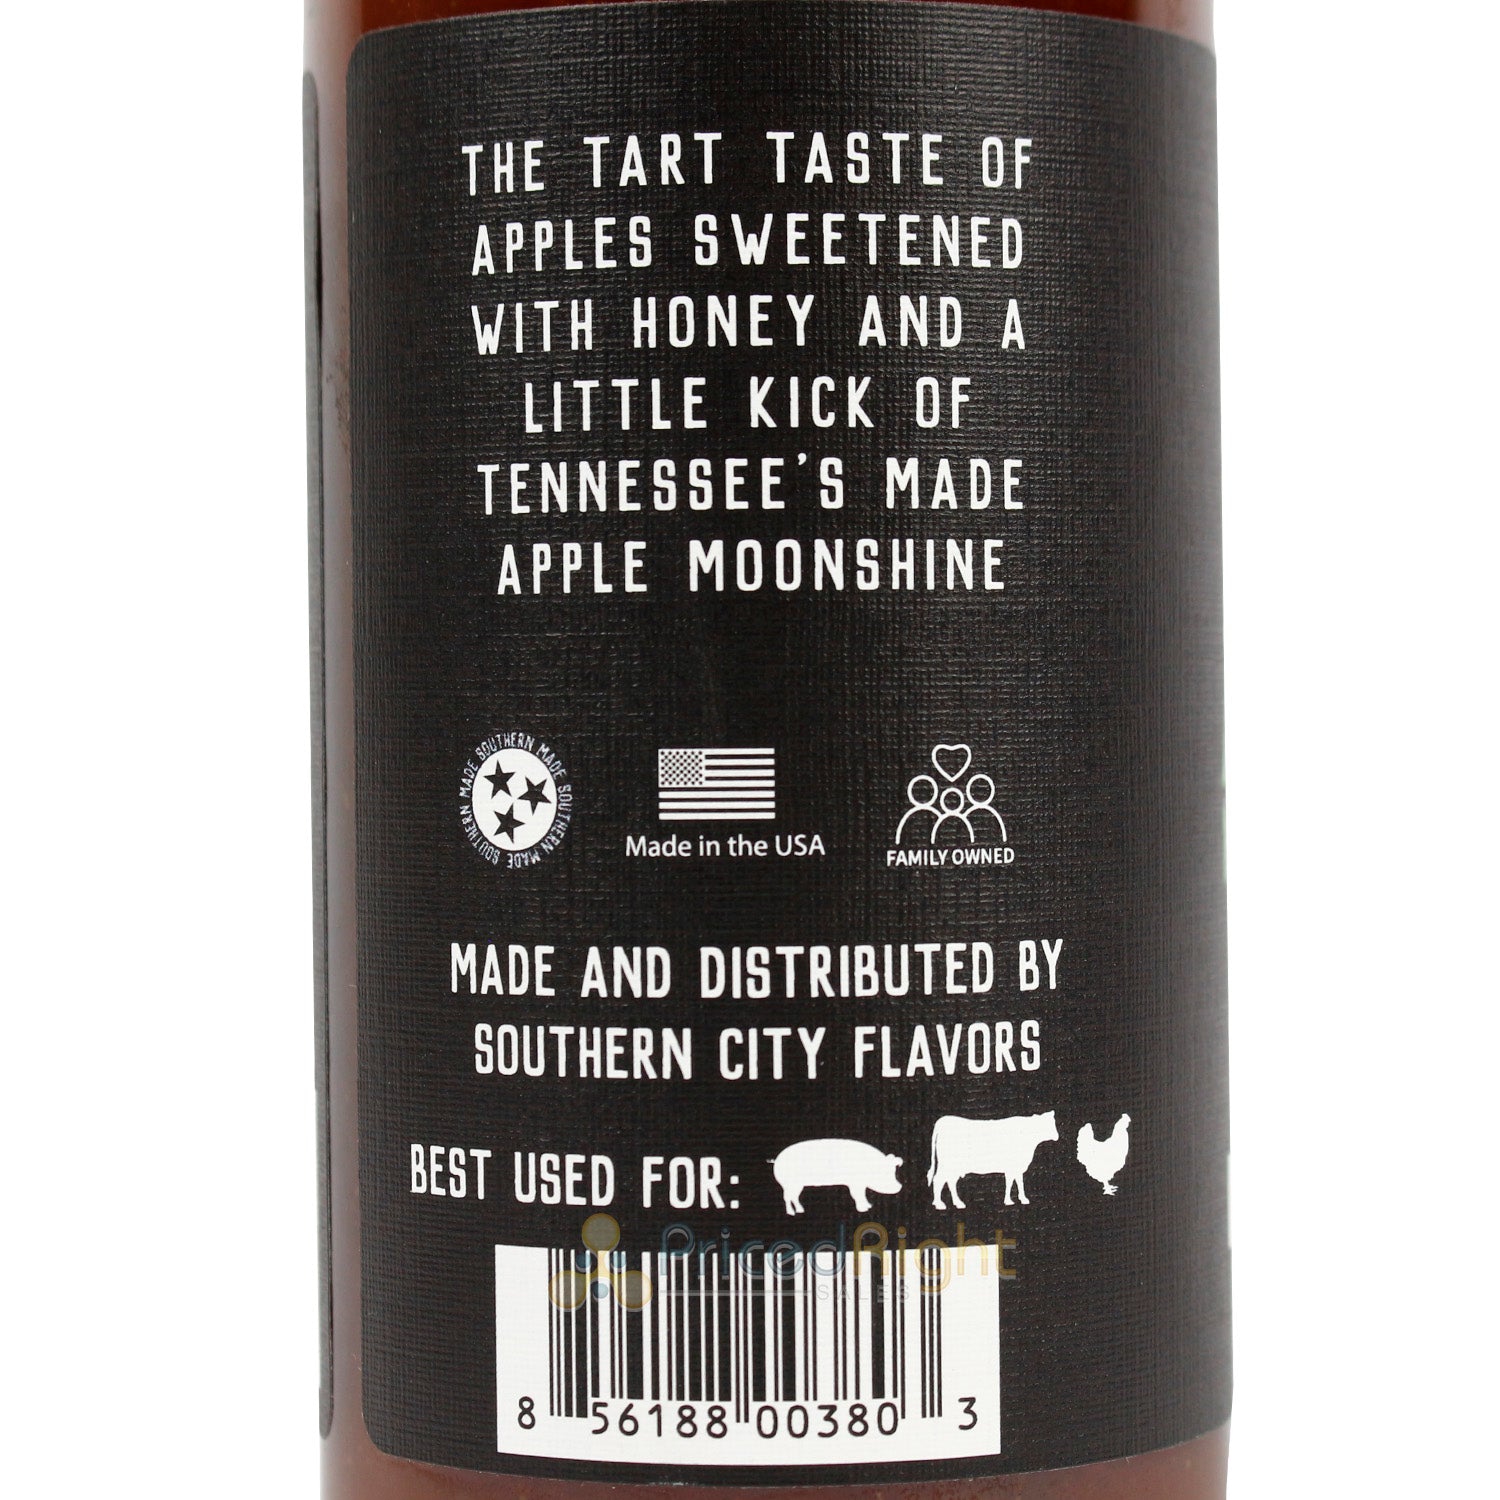 THE TART TASTE OF
APPLES SWEETENED
WITH HONEY AND A
LITTLE KICK OF
TENNESSEE'S MADE
APPLE MOONSHINE
SOUTHERN MADE SOUTHERN MADE SOUTHERN MADE
Made in the USA
FAMILY OWNED
MADE AND DISTRIBUTED BY
SOUTHERN CITY FLAVORS
BEST USED FOR:
PricedRight
SALES
8 56188 00380 3